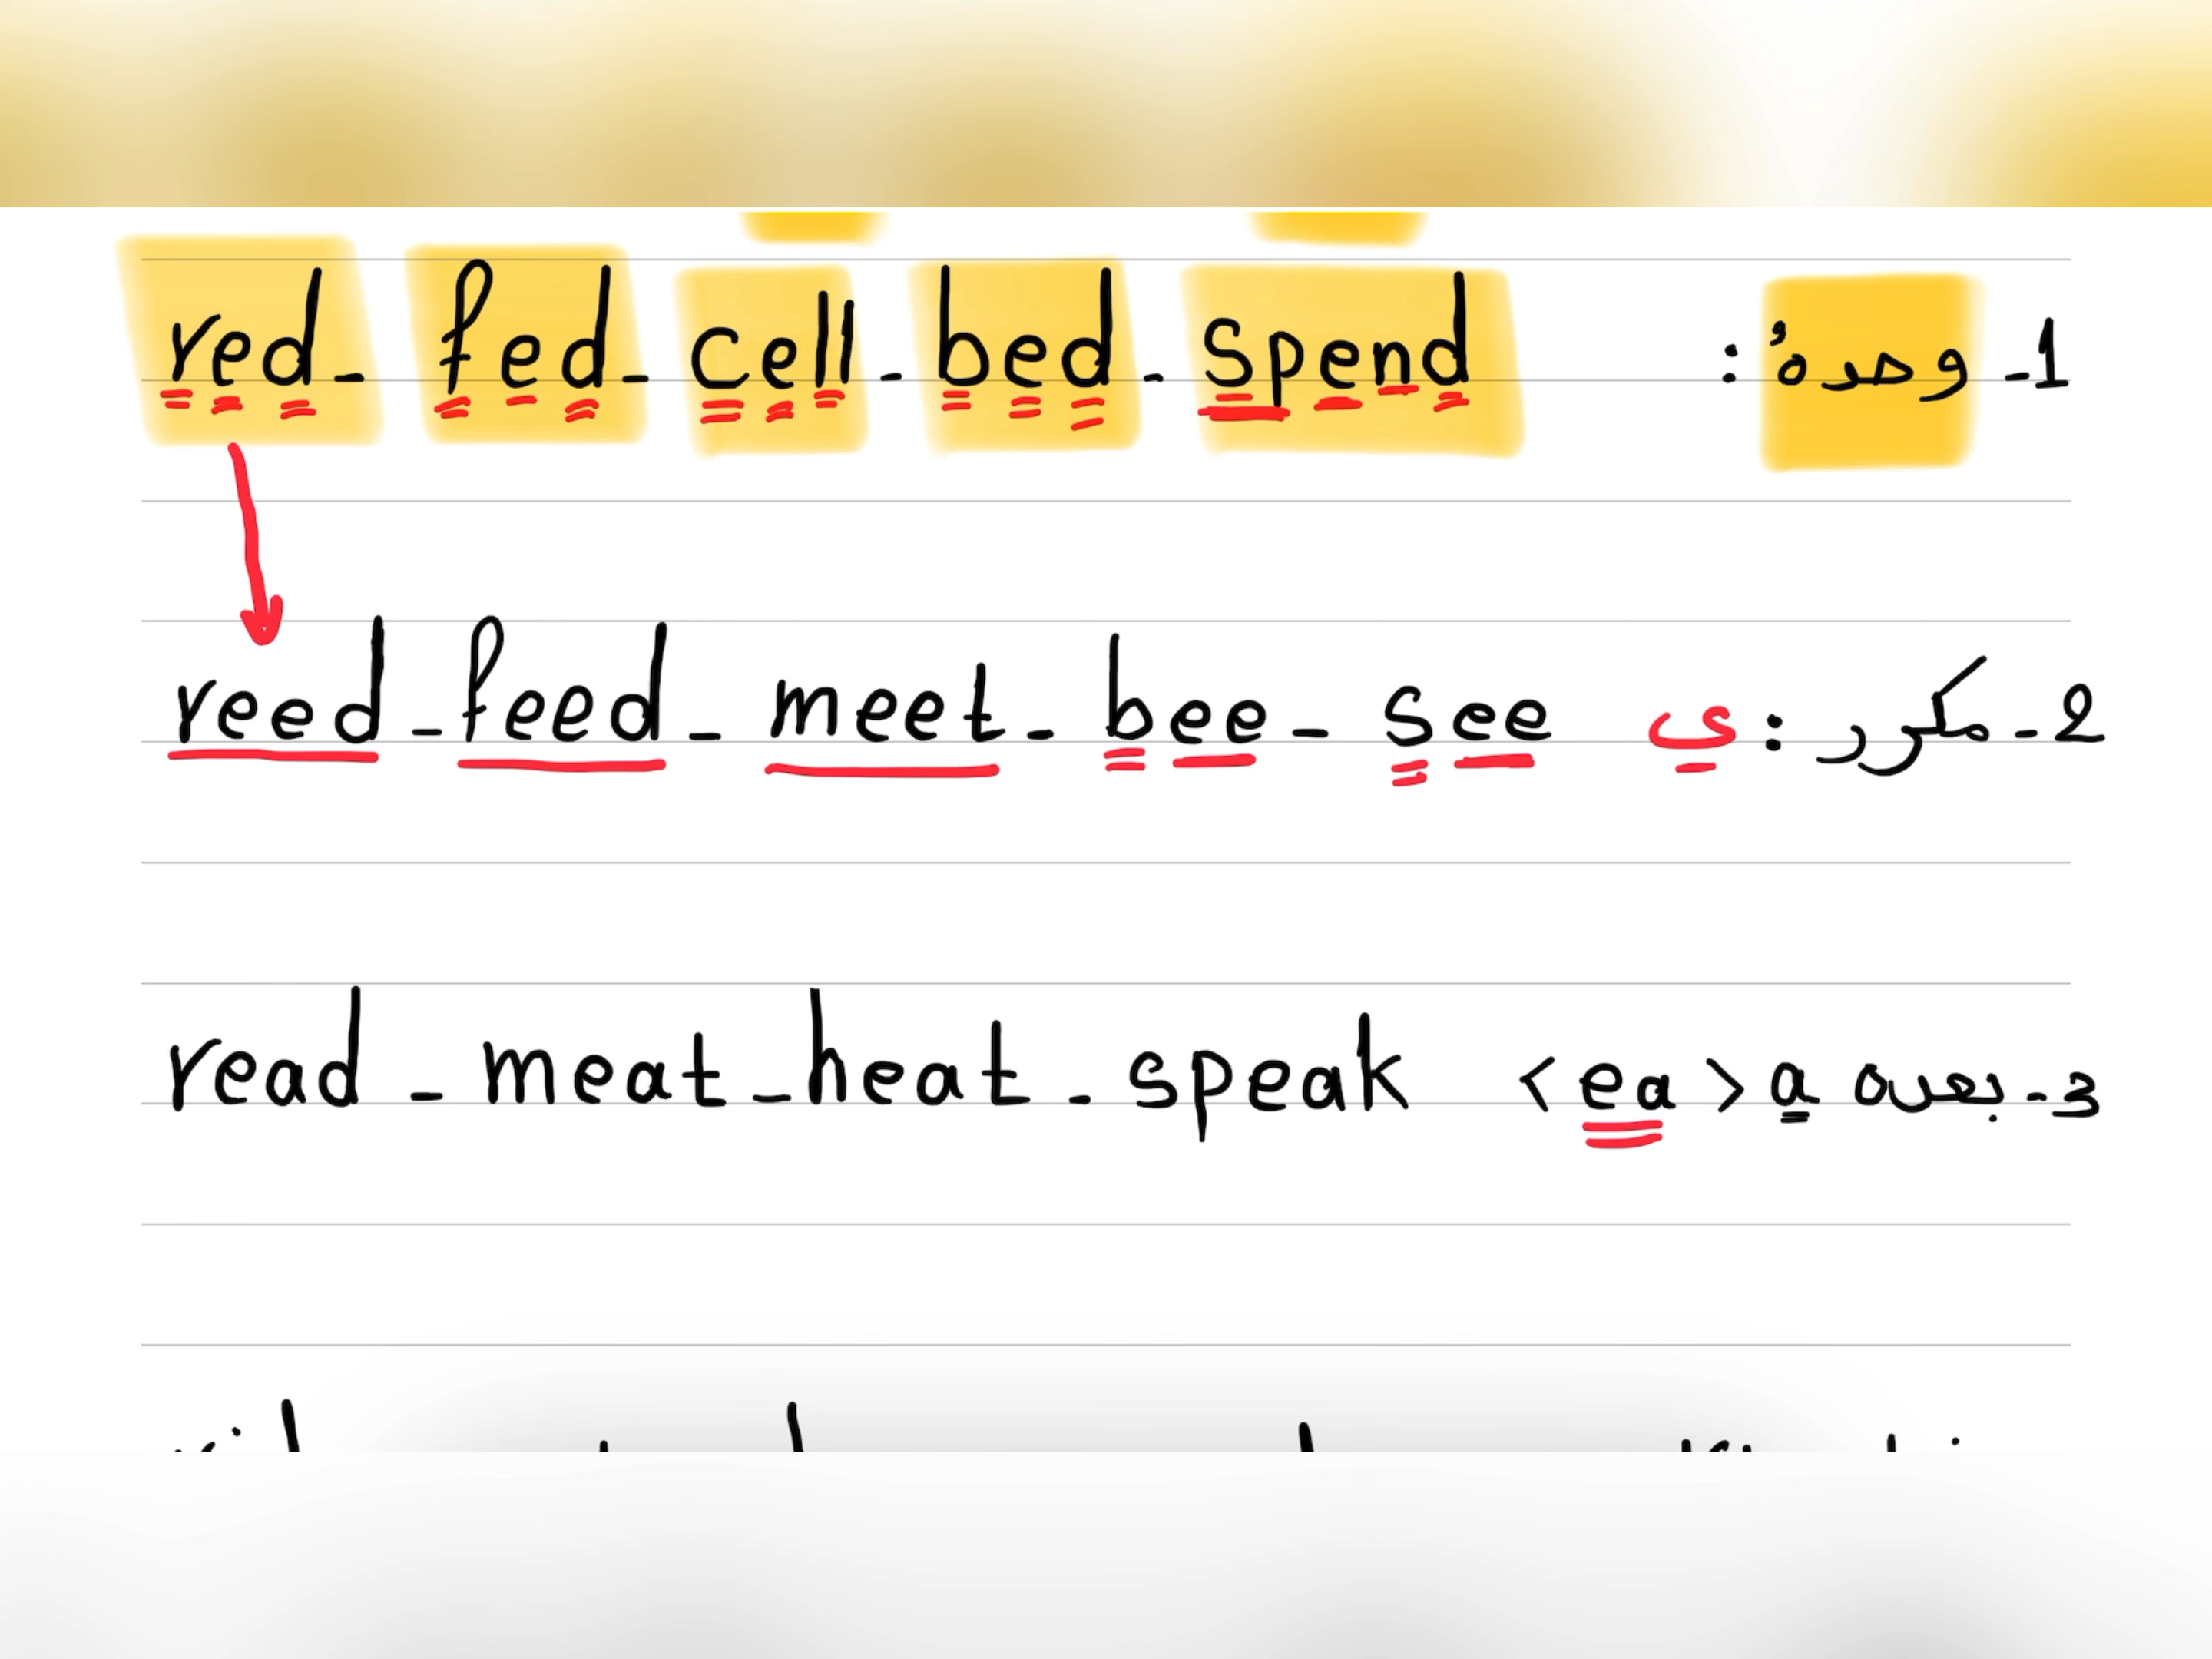 1- وحدهُ : red - fed - cell - bed - spend
2- مكرر : ى reed - feed - meet - bee - see
3- بعده a <ea> read - meat - heat - speak